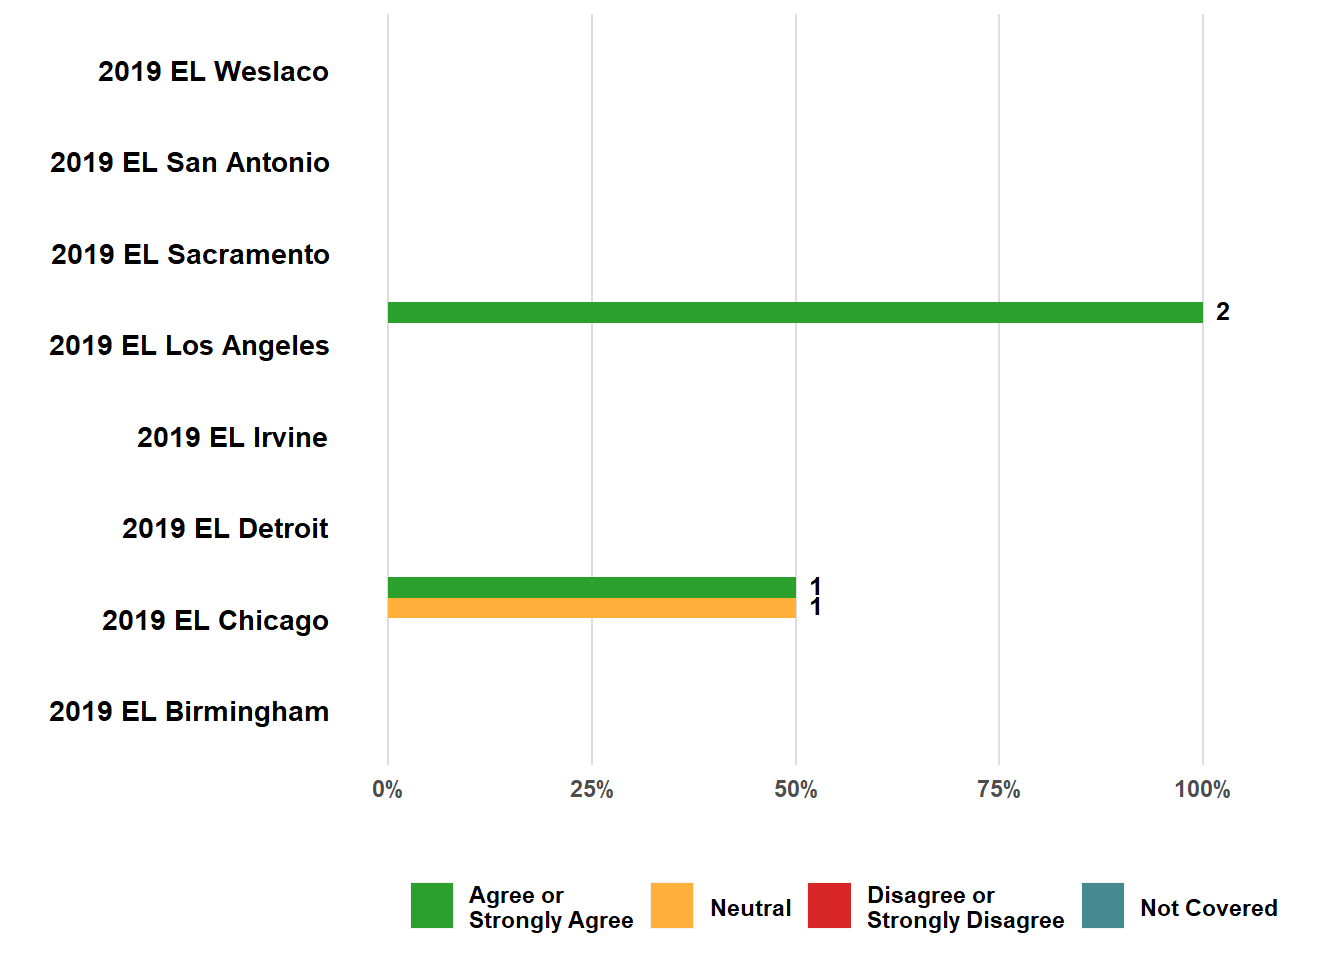 2019 EL Weslaco
2019 EL San Antonio
2019 EL Sacramento
2
2019 EL Los Angeles
2019 EL Irvine
2019 EL Detroit
1
1
2019 EL Chicago
2019 EL Birmingham
0% 25% 50% 75% 100%
Agree or
Strongly Agree
Neutral
Disagree or
Strongly Disagree
Not Covered